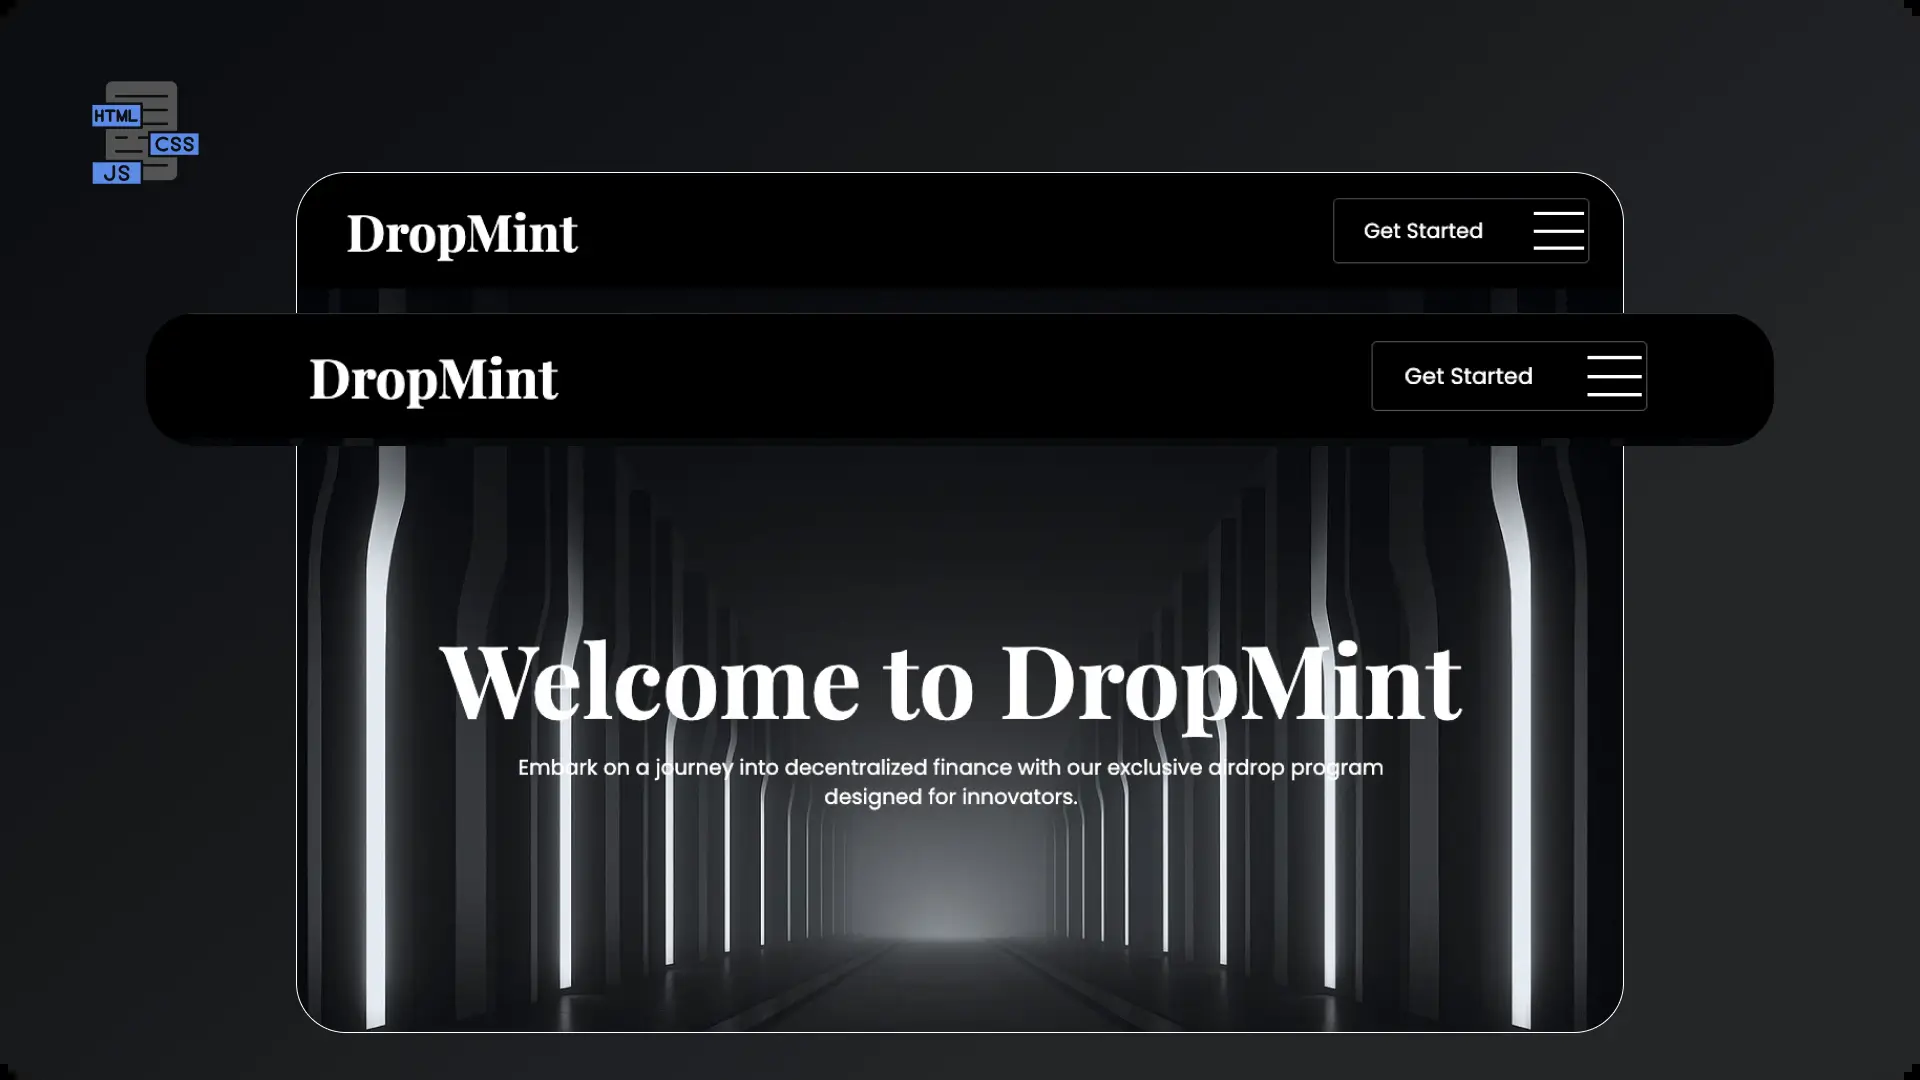 HTML
CSS
JS
DropMint
Get Started
DropMint
Get Started
Welcome to DropMint
Embark on a journey into decentralized finance with our exclusive airdrop program
designed for innovators.